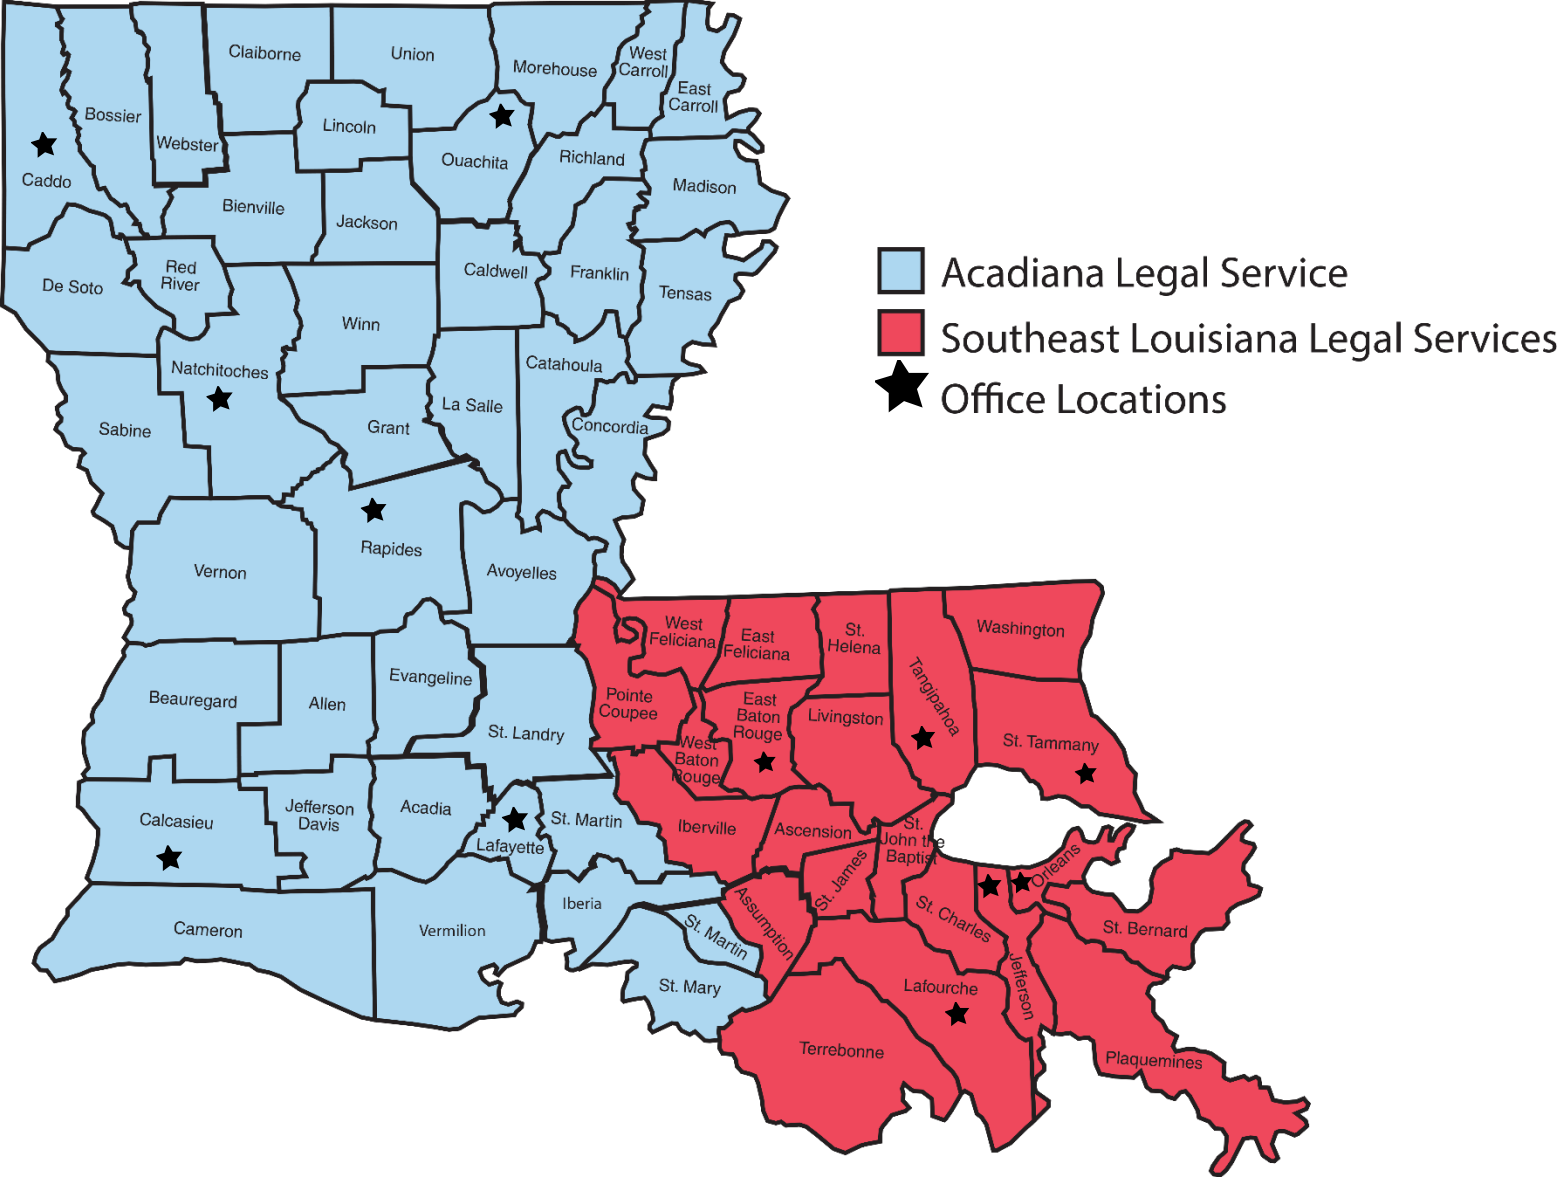 Claiborne
Union
Morehouse
West
Carroll
East
Carroll
Bossier
Webster
Lincoln
Ouachita
Richland
Caddo
Madison
Bienville
Jackson
Red
River
De Soto
Caldwell
Franklin
Tensas
Winn
Natchitoches
Catahoula
La Salle
Sabine
Grant
Concordia
Rapides
Vernon
Avoyelles
Acadiana Legal Service
Southeast Louisiana Legal Services
Office Locations
West
Feliciana
East
Feliciana
St.
Helena
Washington
Tangipahoa
Beauregard
Allen
Evangeline
St. Landry
Pointe
Coupee
East
Baton
Rouge
Livingston
St. Tammany
West
Baton
Rouge
Calcasieu
Jefferson
Davis
Acadia
Lafayette
St. Martin
Iberville
Ascension
St.
John the
Baptist
St. James
Orleans
Cameron
Vermilion
Iberia
St. Martin
Assumption
St. Charles
St. Bernard
St. Mary
Lafourche
Jefferson
Terrebonne
Plaquemines